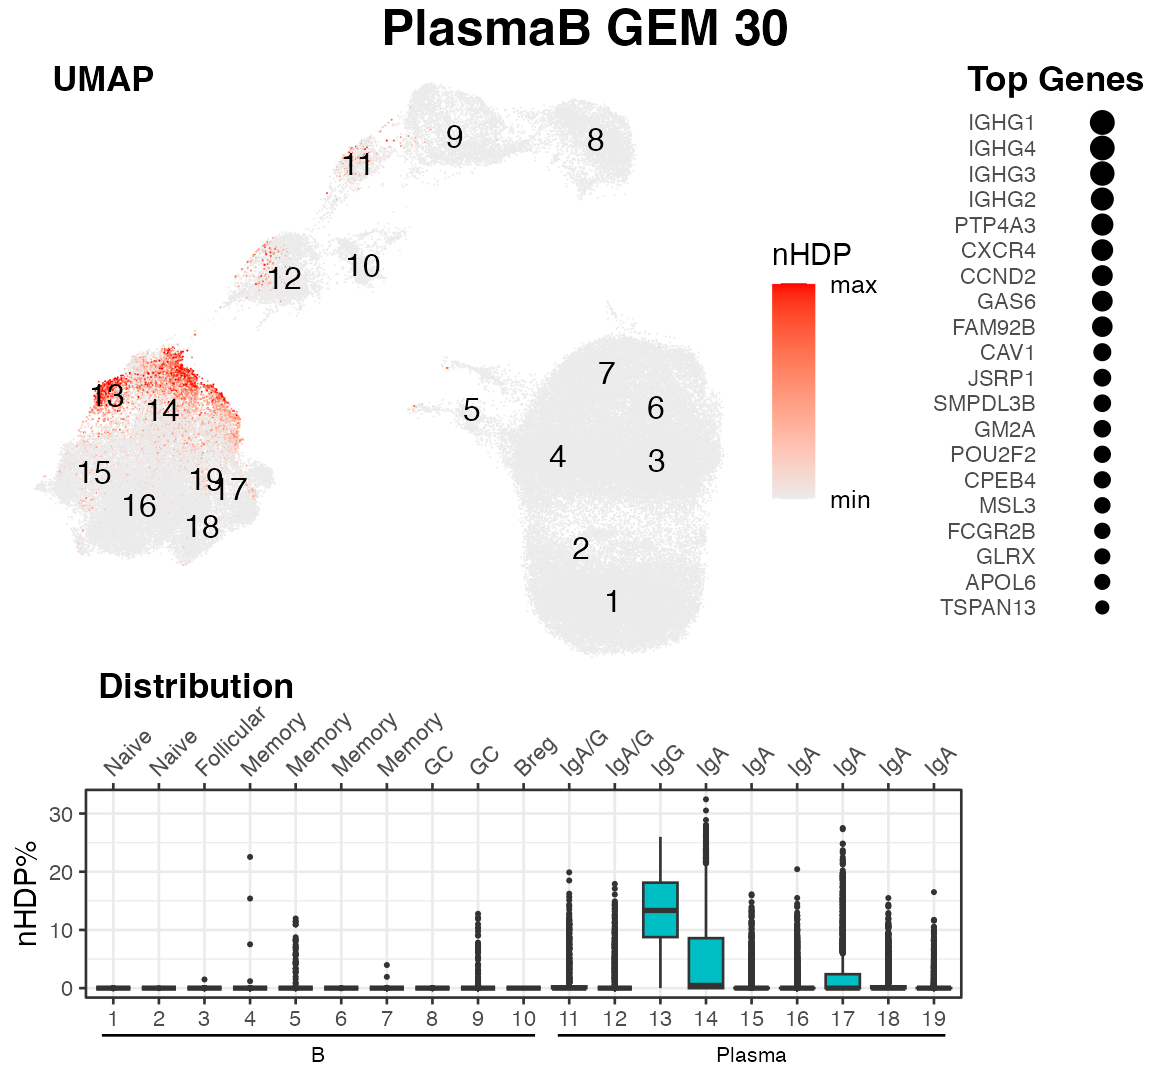 PlasmaB GEM 30
UMAP
Top Genes
9
8
11
10
12
7
13
14
5
6
4
3
15
19
17
16
18
2
1
nHDP
max
min
IGHG1
IGHG4
IGHG3
IGHG2
PTP4A3
CXCR4
CCND2
GAS6
FAM92B
CAV1
JSRP1
SMPDL3B
GM2A
POU2F2
CPEB4
MSL3
FCGR2B
GLRX
APOL6
TSPAN13
Distribution
Naive Naive Follicular Memory Memory Memory Memory GC GC Breg IgA/G IgA/G IgG IgA IgA IgA IgA IgA IgA
nHDP%
30
20
10
0
1 2 3 4 5 6 7 8 9 10 11 12 13 14 15 16 17 18 19
B Plasma